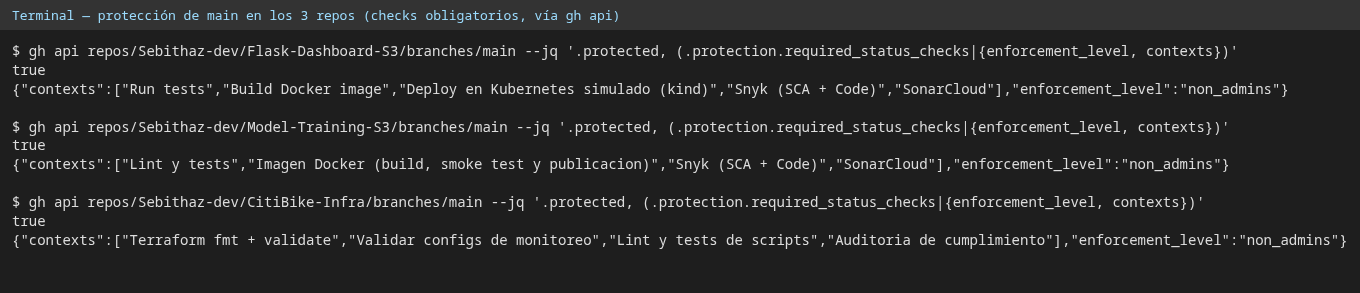 Terminal — protección de main en los 3 repos (checks obligatorios, vía gh api)
$ gh api repos/Sebithaz-dev/Flask-Dashboard-S3/branches/main --jq '.protected, (.protection.required_status_checks|{enforcement_level, contexts})'
true
{"contexts":["Run tests","Build Docker image","Deploy en Kubernetes simulado (kind)","Snyk (SCA + Code)","SonarCloud"],"enforcement_level":"non_admins"}
$ gh api repos/Sebithaz-dev/Model-Training-S3/branches/main --jq '.protected, (.protection.required_status_checks|{enforcement_level, contexts})'
true
{"contexts":["Lint y tests","Imagen Docker (build, smoke test y publicacion)","Snyk (SCA + Code)","SonarCloud"],"enforcement_level":"non_admins"}
$ gh api repos/Sebithaz-dev/CitiBike-Infra/branches/main --jq '.protected, (.protection.required_status_checks|{enforcement_level, contexts})'
true
{"contexts":["Terraform fmt + validate","Validar configs de monitoreo","Lint y tests de scripts","Auditoria de cumplimiento"],"enforcement_level":"non_admins"}